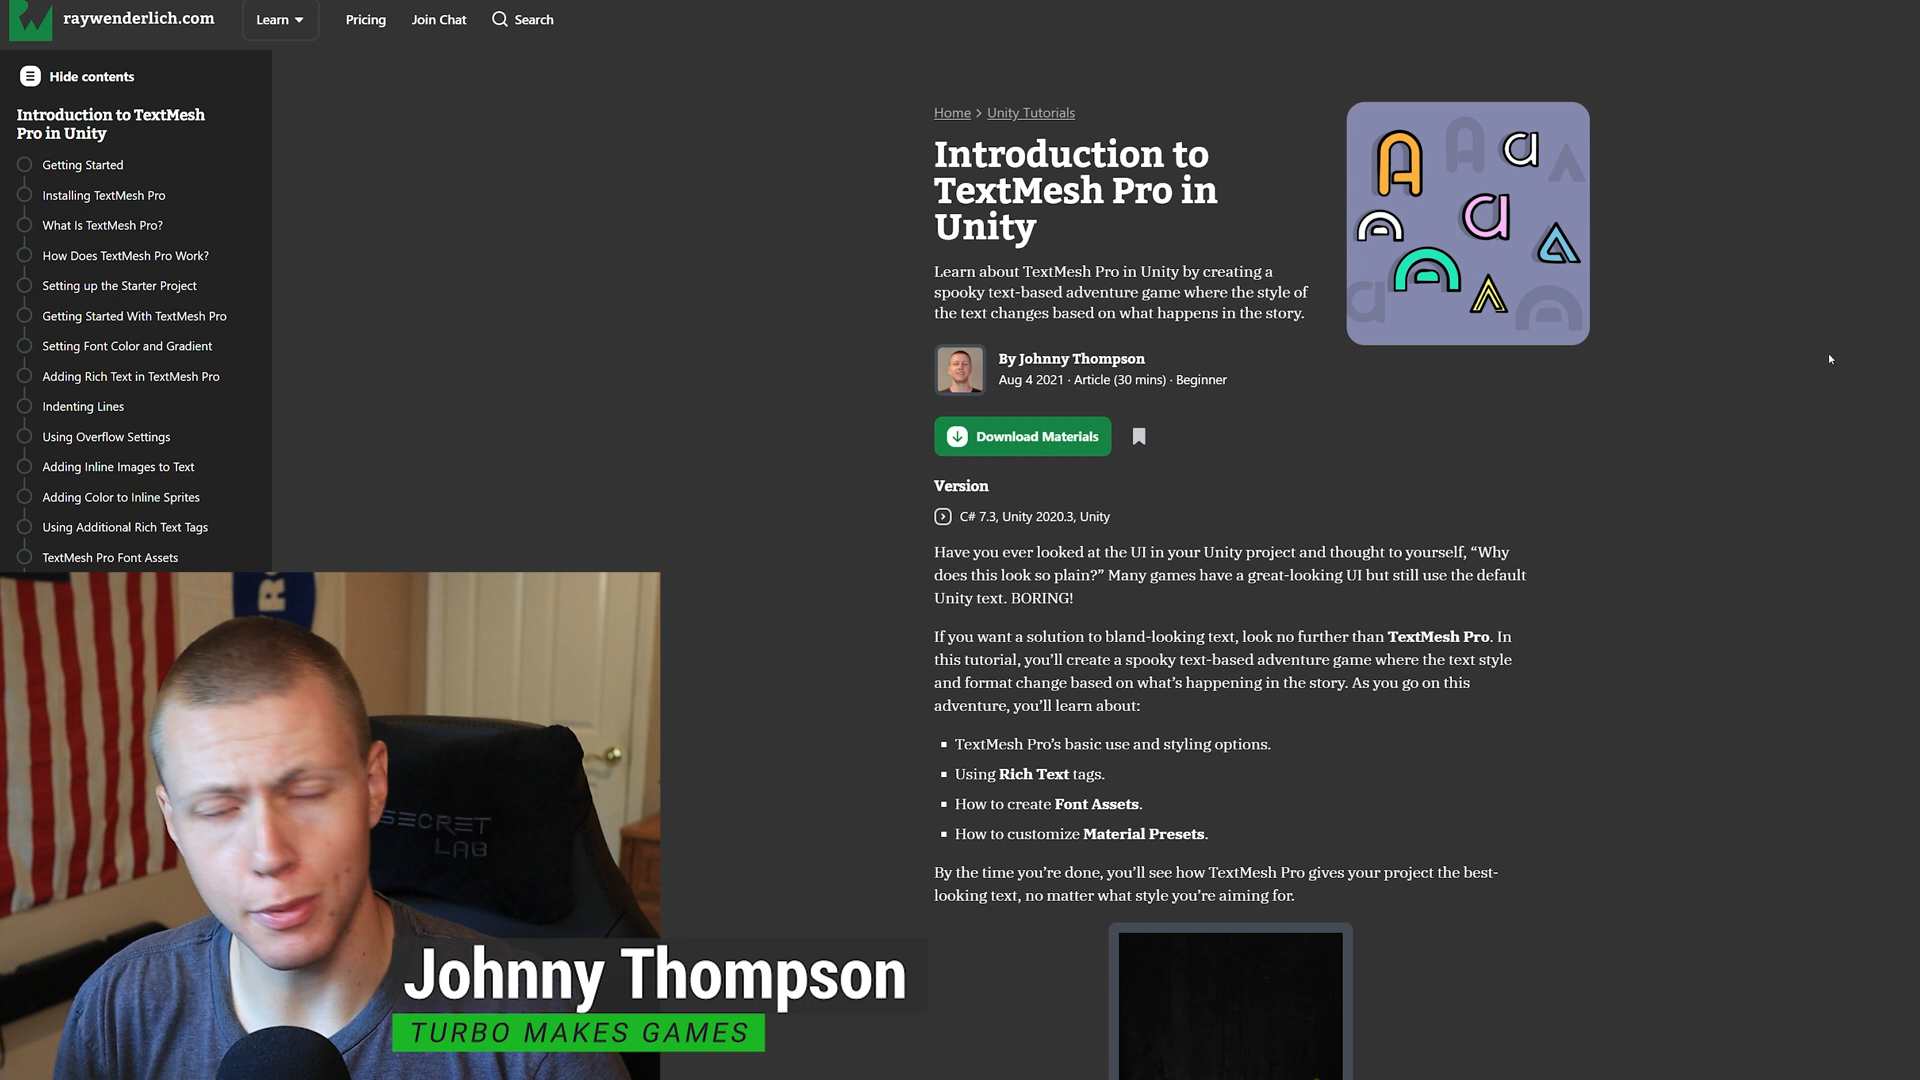 raywenderlich.com
Learn
Pricing
Join Chat
Search
Hide contents
Introduction to TextMesh
Pro in Unity
Getting Started
Installing TextMesh Pro
What Is TextMesh Pro?
How Does TextMesh Pro Work?
Setting up the Starter Project
Getting Started With TextMesh Pro
Setting Font Color and Gradient
Adding Rich Text in TextMesh Pro
Indenting Lines
Using Overflow Settings
Adding Inline Images to Text
Adding Color to Inline Sprites
Using Additional Rich Text Tags
TextMesh Pro Font Assets
Home > Unity Tutorials
Introduction to
TextMesh Pro in
Unity
Learn about TextMesh Pro in Unity by creating a
spooky text-based adventure game where the style of
the text changes based on what happens in the story.
By Johnny Thompson
Aug 4 2021 · Article (30 mins) · Beginner
Download Materials
Version
C# 7.3, Unity 2020.3, Unity
Have you ever looked at the UI in your Unity project and thought to yourself, “Why
does this look so plain?” Many games have a great-looking UI but still use the default
Unity text. BORING!
If you want a solution to bland-looking text, look no further than TextMesh Pro. In
this tutorial, you’ll create a spooky text-based adventure game where the text style
and format change based on what’s happening in the story. As you go on this
adventure, you’ll learn about:
TextMesh Pro’s basic use and styling options.
Using Rich Text tags.
How to create Font Assets.
How to customize Material Presets.
By the time you’re done, you’ll see how TextMesh Pro gives your project the best-
looking text, no matter what style you’re aiming for.
SECRET
LAB
Johnny Thompson
TURBO MAKES GAMES